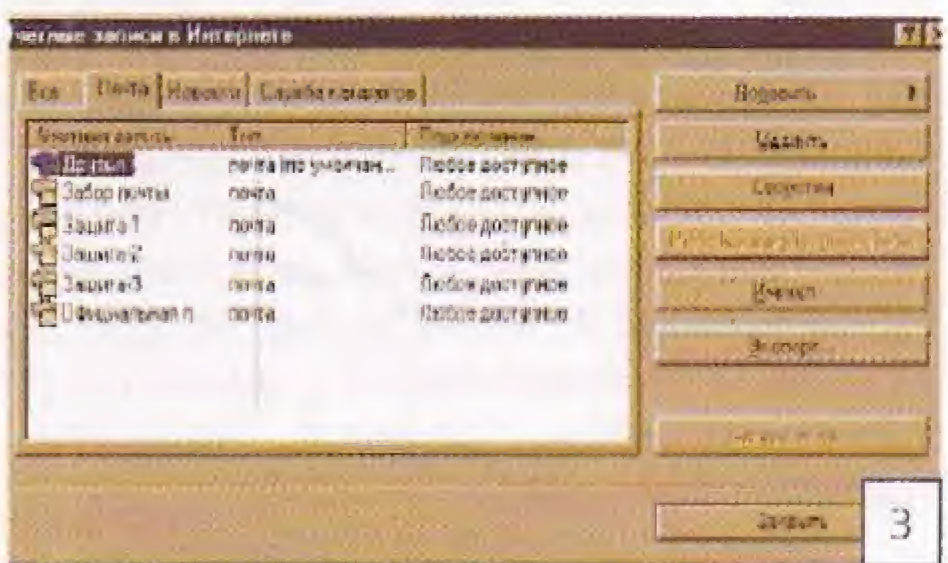 четные записи в Интернете
Все Почта Новости Служба каталогов
Добавить
Учетная запись Тип Подключение
Удалить
почта (по умолчан... Любое доступное
Забор почты почта Любое доступное
Свойства
Защита 1 почта Любое доступное
Защита-2 почта Любое доступное
Защита-3 почта Любое доступное
Импорт
Официальная п почта Любое доступное
Экспорт...
Закрыть
3